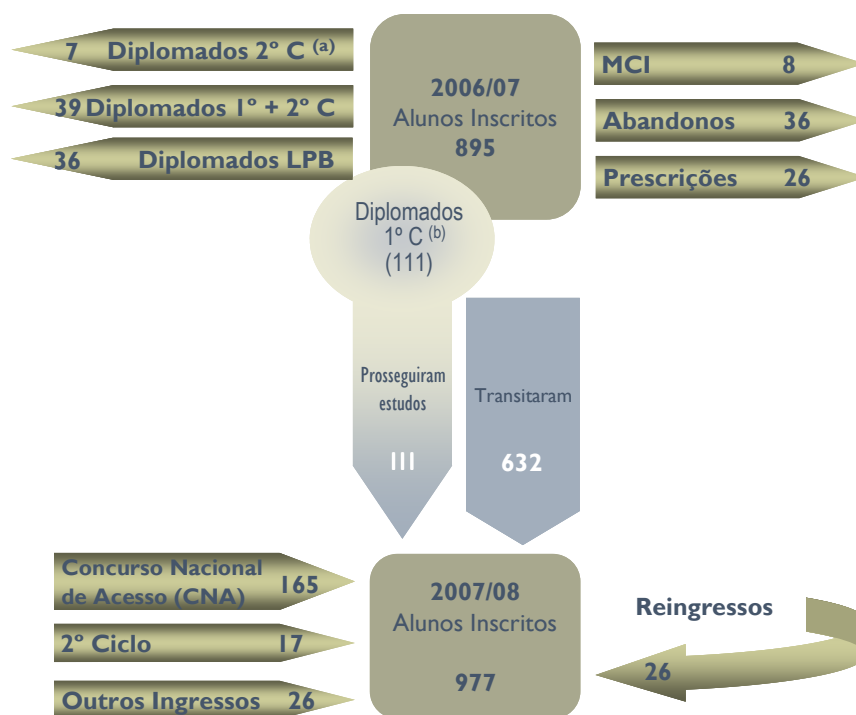 7 Diplomados 2º C (a)
39 Diplomados 1º + 2º C
36 Diplomados LPB
2006/07
Alunos Inscritos
895
MCI 8
Abandonos 36
Prescrições 26
Diplomados
1º C (b)
(111)
Prosseguiram
estudos
111
Transitaram
632
Concurso Nacional
de Acesso (CNA) 165
2º Ciclo 17
Outros Ingressos 26
2007/08
Alunos Inscritos
977
Reingressos
26